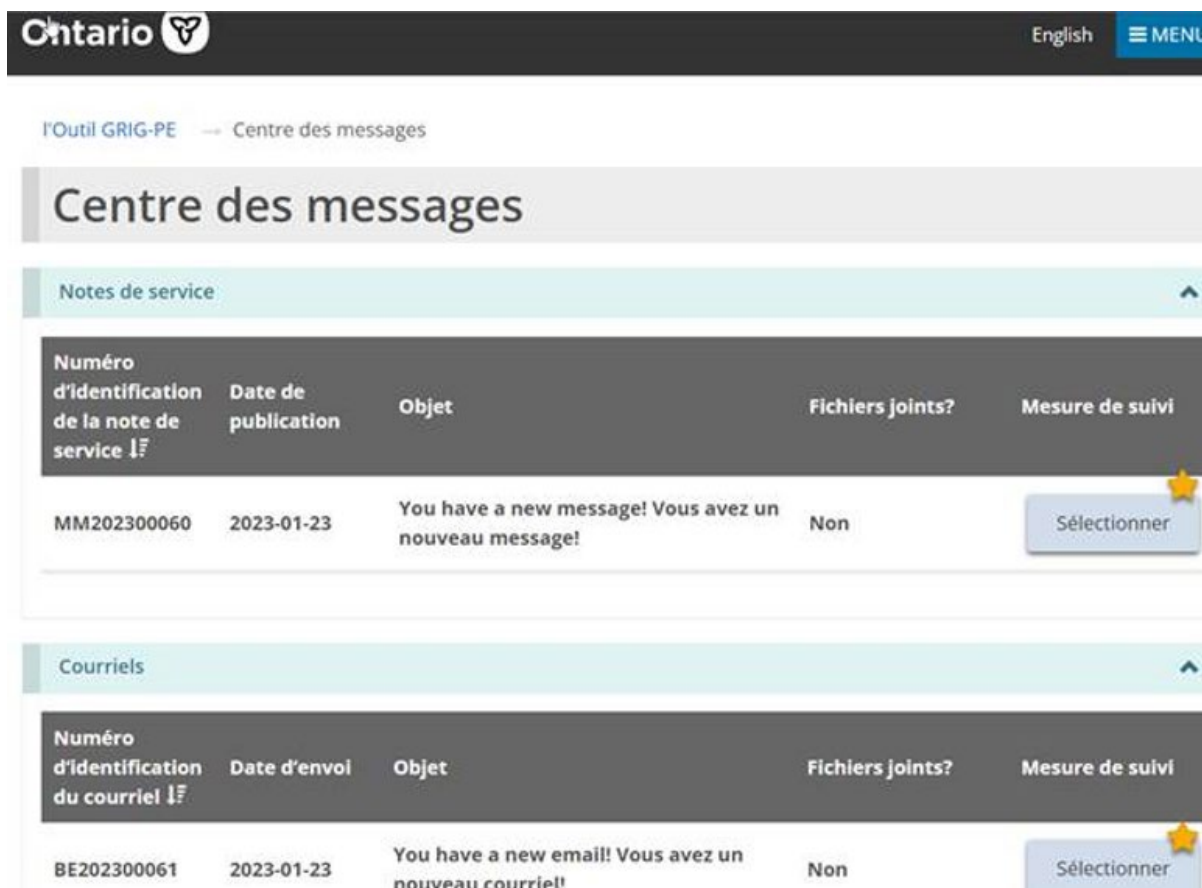 Ontario
English MENU
l'Outil GRIG-PE → Centre des messages
Centre des messages
Notes de service
Numéro
d'identification Date de
de la note de publication Objet Fichiers joints? Mesure de suivi
service
MM202300060 2023-01-23 You have a new message! Vous avez un Non Sélectionner
nouveau message!
Courriels
Numéro
d'identification Date d'envoi Objet Fichiers joints? Mesure de suivi
du courriel
BE202300061 2023-01-23 You have a new email! Vous avez un Non Sélectionner
nouveau courriel!